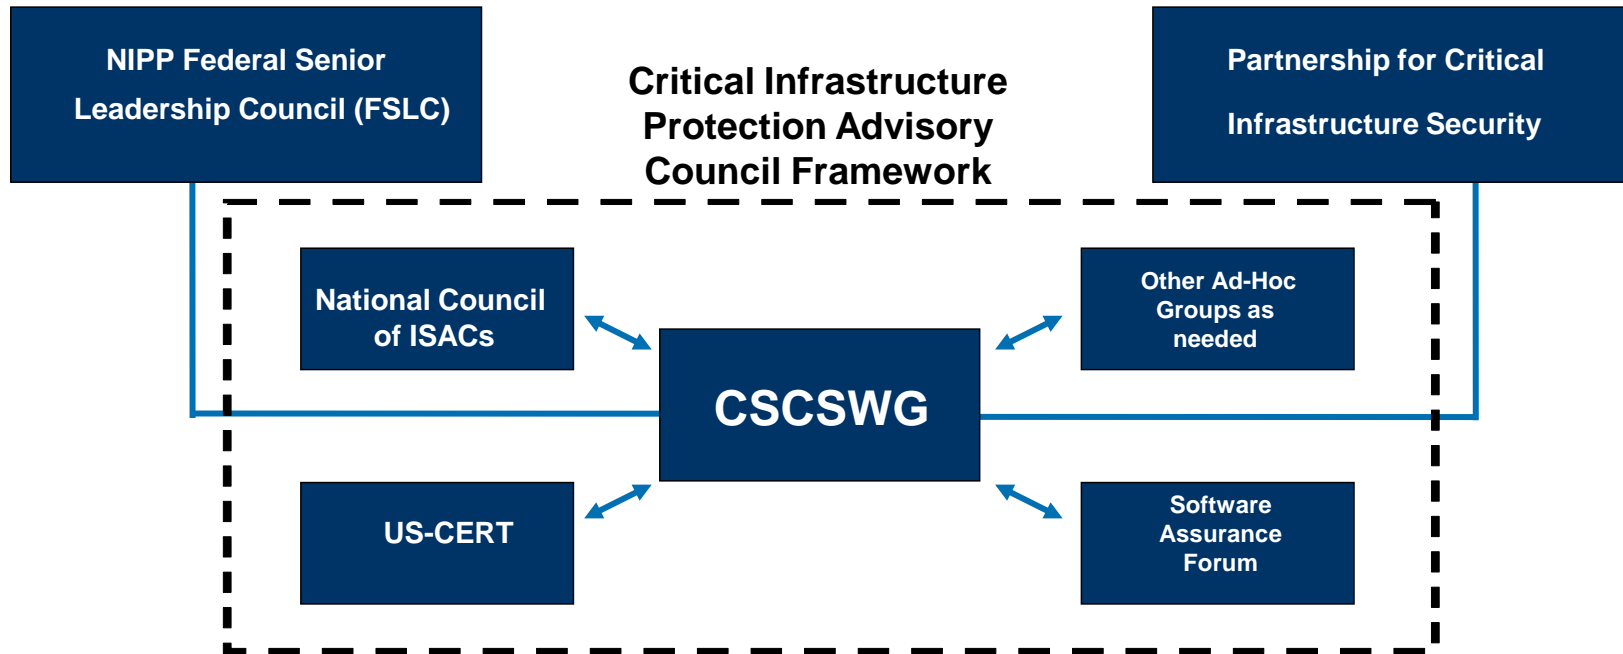 NIPP Federal Senior
Leadership Council (FSLC)
Critical Infrastructure
Protection Advisory
Council Framework
Partnership for Critical
Infrastructure Security
National Council
of ISACs
Other Ad-Hoc
Groups as
needed
CSCSWG
US-CERT
Software
Assurance
Forum